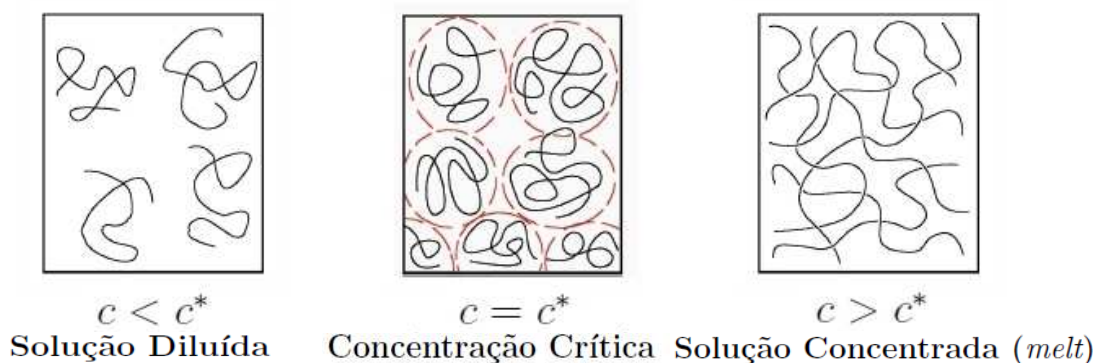 c < c* c = c* c > c*
Solução Diluída Concentração Crítica Solução Concentrada (melt)